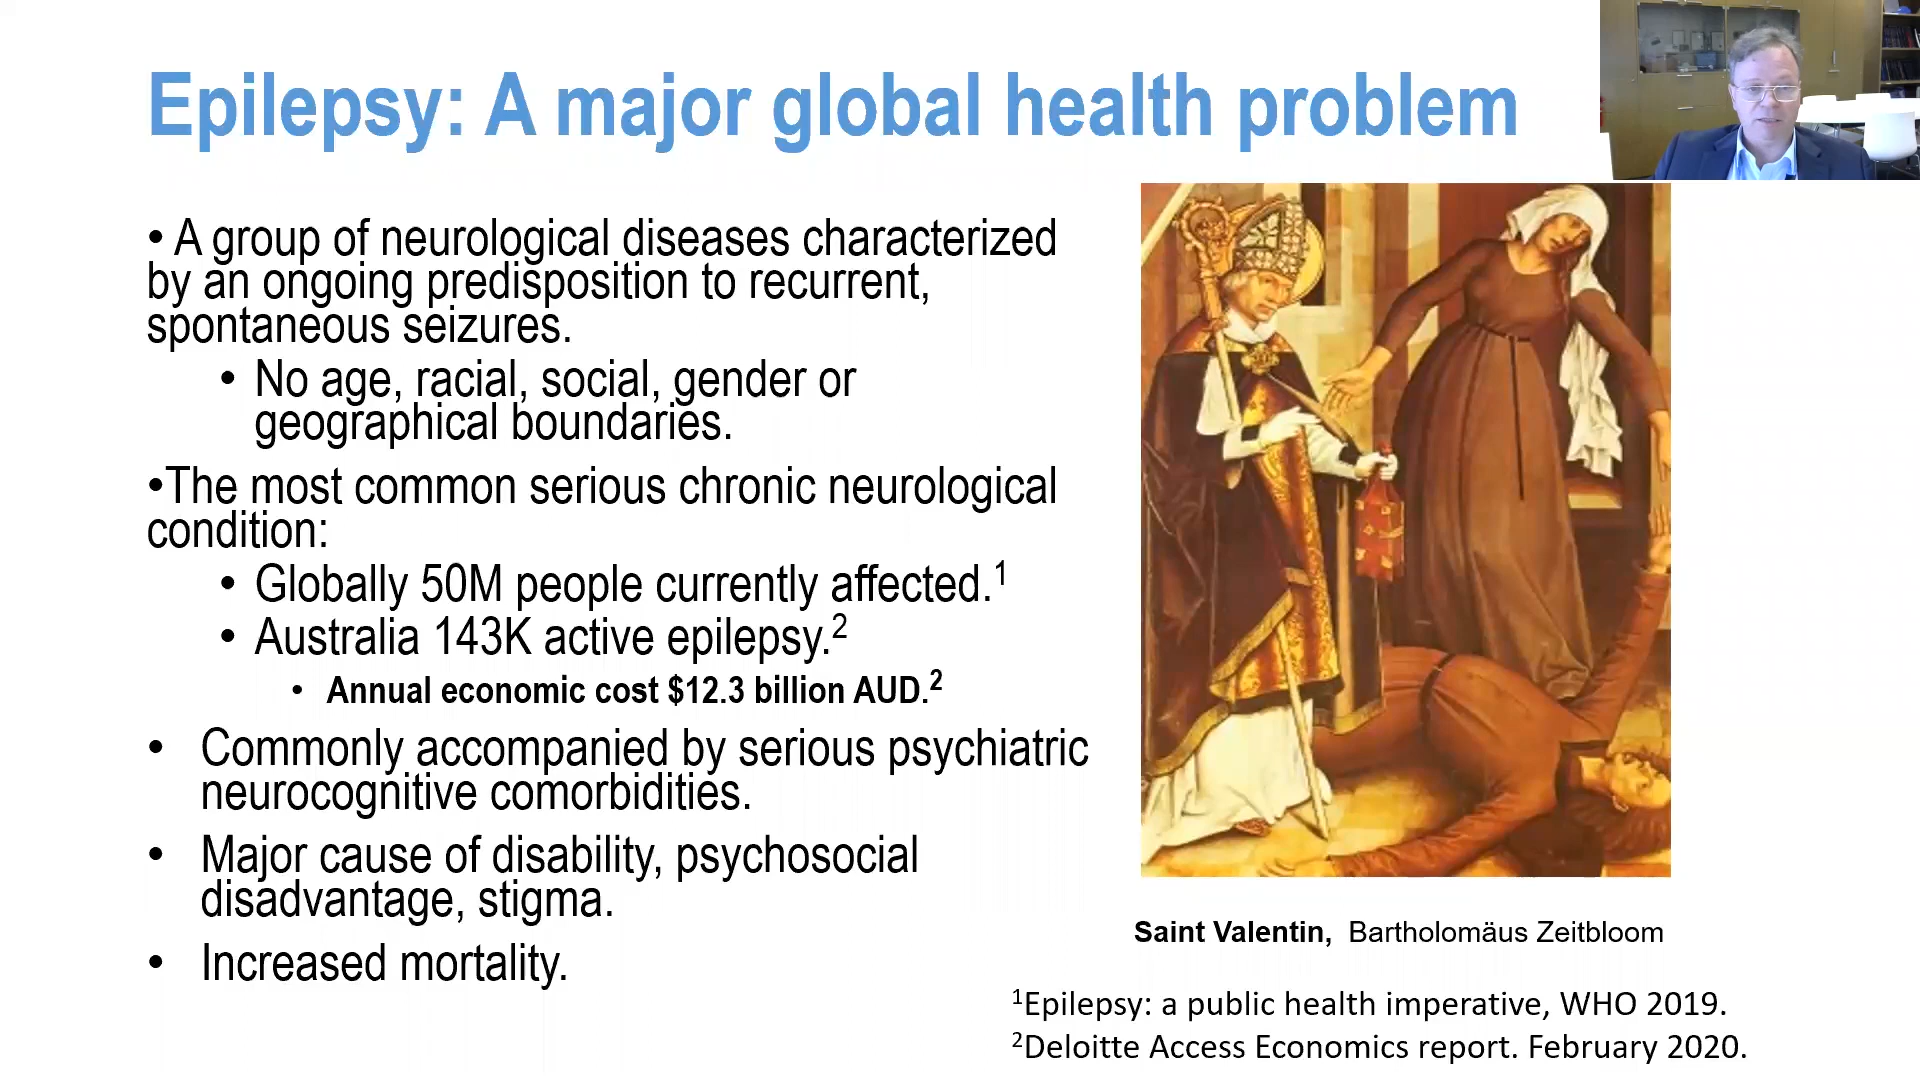 Epilepsy: A major global health problem
• A group of neurological diseases characterized
by an ongoing predisposition to recurrent,
spontaneous seizures.
• No age, racial, social, gender or
geographical boundaries.
•The most common serious chronic neurological
condition:
• Globally 50M people currently affected.¹
• Australia 143K active epilepsy.²
• Annual economic cost $12.3 billion AUD.²
• Commonly accompanied by serious psychiatric
neurocognitive comorbidities.
• Major cause of disability, psychosocial
disadvantage, stigma.
• Increased mortality.
Saint Valentin, Bartholomäus Zeitbloom
¹Epilepsy: a public health imperative, WHO 2019.
²Deloitte Access Economics report. February 2020.